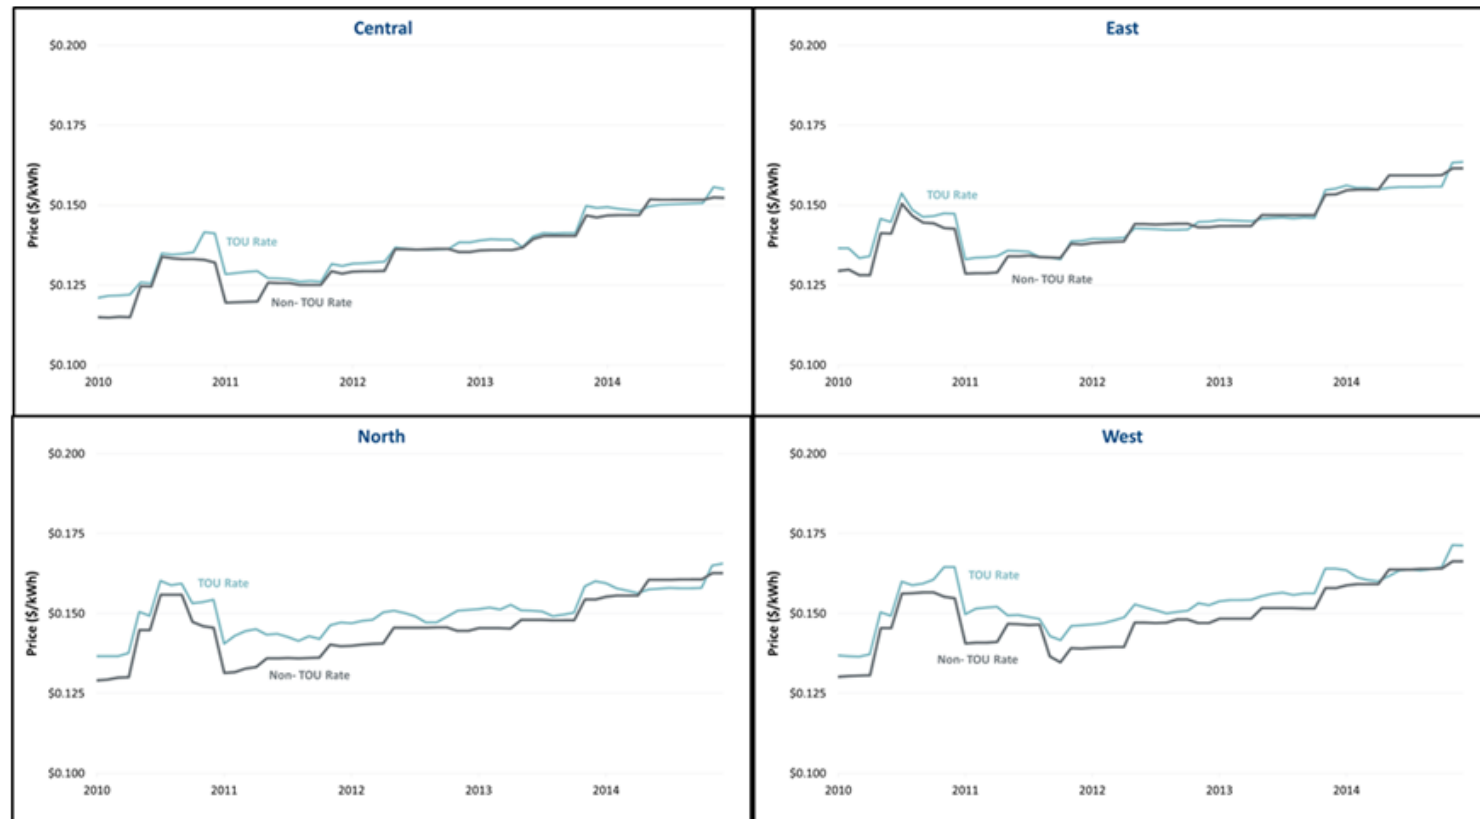 Central
$0.200
$0.175
$0.150
$0.125
$0.100
Price ($/kWh)
TOU Rate
Non- TOU Rate
2010 2011 2012 2013 2014
East
$0.200
$0.175
$0.150
$0.125
$0.100
Price ($/kWh)
TOU Rate
Non- TOU Rate
2010 2011 2012 2013 2014
North
$0.200
$0.175
$0.150
$0.125
$0.100
Price ($/kWh)
TOU Rate
Non- TOU Rate
2010 2011 2012 2013 2014
West
$0.200
$0.175
$0.150
$0.125
$0.100
Price ($/kWh)
TOU Rate
Non- TOU Rate
2010 2011 2012 2013 2014